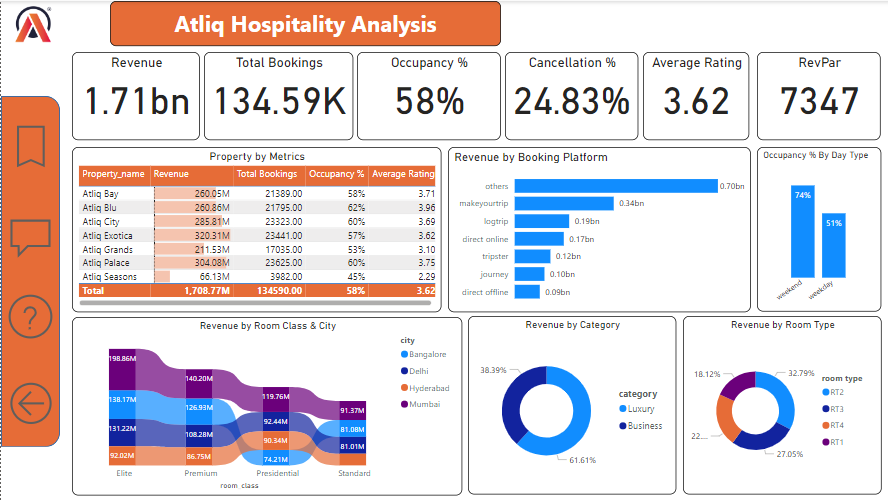 Atliq Hospitality Analysis
Revenue Total Bookings Occupancy % Cancellation % Average Rating RevPar
1.71bn 134.59K 58% 24.83% 3.62 7347
Property by Metrics
Property_name Revenue Total Bookings Occupancy % Average Rating
Atliq Bay 260.05M 21389.00 58% 3.71
Atliq Blu 260.86M 21795.00 62% 3.96
Atliq City 285.81M 23323.00 60% 3.69
Atliq Exotica 320.31M 23441.00 57% 3.62
Atliq Grands 211.53M 17035.00 53% 3.10
Atliq Palace 304.08M 23625.00 60% 3.75
Atliq Seasons 66.13M 3982.00 45% 2.29
Total 1,708.77M 134590.00 58% 3.62
Revenue by Booking Platform
others 0.70bn
makeyourtrip 0.34bn
logtrip 0.19bn
direct online 0.17bn
tripster 0.12bn
journey 0.10bn
direct offline 0.09bn
Occupancy % By Day Type
74%
51%
weekend weekday
Revenue by Room Class & City
198.86M
138.17M
131.22M
92.02M
140.20M
126.93M
108.28M
86.75M
119.76M
92.44M
90.34M
74.21M
91.37M
81.08M
81.01M
Elite Premium Presidential Standard
room_class
city
Bangalore
Delhi
Hyderabad
Mumbai
Revenue by Category
38.39%
61.61%
category
Luxury
Business
Revenue by Room Type
18.12%
32.79%
22....
27.05%
room type
RT2
RT3
RT4
RT1
?